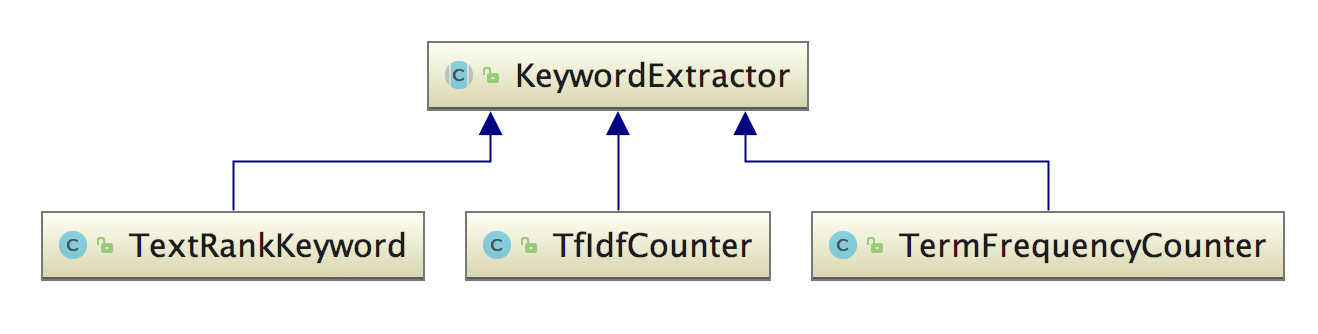 C KeywordExtractor
C TextRankKeyword
C TfIdfCounter
C TermFrequencyCounter